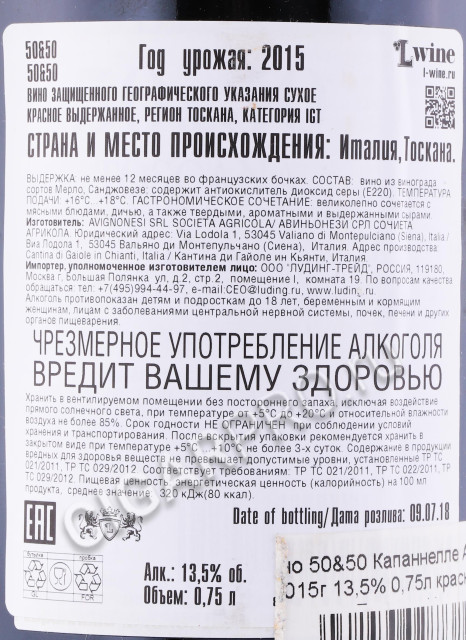 50&50
50&50
Год урожая: 2015
L wine
l-wine.ru
ВИНО ЗАЩИЩЕННОГО ГЕОГРАФИЧЕСКОГО УКАЗАНИЯ СУХОЕ
КРАСНОЕ ВЫДЕРЖАННОЕ, РЕГИОН ТОСКАНА, КАТЕГОРИЯ IGT
СТРАНА И МЕСТО ПРОИСХОЖДЕНИЯ: Италия,Тоскана.
ВЫДЕРЖКА: не менее 12 месяцев во французских бочках. СОСТАВ: вино из винограда
сортов Мерло, Санджовезе: содержит антиокислитель диоксид серы (Е220). ТЕМПЕРАТУРА
ПОДАЧИ: +16°С...+18°С. ГАСТРОНОМИЧЕСКОЕ СОЧЕТАНИЕ: великолепно сочетается с
мясными блюдами, дичью, а также твердыми, ароматными и выдержанными сырами.
ИЗГОТОВИТЕЛЬ: AVIGNONESI SRL SOCIETA AGRICOLA/ АВИНЬОНЕЗИ СРЛ СОЧИЕТА
АГРИКОЛА. Юридический адрес: Via Lodola 1, 53045 Valiano di Montepulciano (Siena), Italia /
Виа Лодола 1, 53045 Вальяно ди Монтепульчано (Сиена), Италия. Адрес производства:
Cantina di Gaiole in Chianti, Italia / Кантина ди Гайоле ин Кьянти, Италия.
Импортер, уполномоченное изготовителем лицо: ООО "ЛУДИНГ-ТРЕЙД", РОССИЯ, 119180,
Москва г. Большая Полянка ул, д.2, стр.2, помещение I, комната 19. По качеству
обращаться: тел.:+7(495)994-44-97, e-mail:CEO@luding.ru, www.luding.ru.
Алкоголь противопоказан детям и подросткам до 18 лет, беременным и кормящим
женщинам, лицам с заболеваниями центральной нервной системы, почек, печени и других
органов пищеварения.
ЧРЕЗМЕРНОЕ УПОТРЕБЛЕНИЕ АЛКОГОЛЯ
ВРЕДИТ ВАШЕМУ ЗДОРОВЬЮ
Хранить в вентилируемом помещении без постороннего запаха, исключая воздействие
прямого солнечного света, при температуре от +5°С до +20°С и относительной влажности
воздуха не более 85%. Срок годности НЕ ОГРАНИЧЕН при соблюдении условий
хранения и транспортирования. После вскрытия упаковки рекомендуется хранить в
закрытом виде при температуре +5°С...+10°С не более 3-х суток. Содержание в продукции
вредных для здоровья веществ не превышает допустимые уровни, установленные ТР ТС
021/2011, ТР ТС 029/2012. Соответствует требованиям: ТР ТС 021/2011, ТР ТС 022/2011,
ТР ТС 029/2012. Пищевая ценность: энергетическая ценность (калорийность) на 100 мл
продукта, среднее значение: 320 кДж(80 ккал).
EAC
Date of bottling/Дата розлива: 09.07.18
бутылка
пробка
GL
FOR
Алк.: 13,5% об.
Объем: 0,75 л
но 50&50 Капаннелле А
015г 13,5% 0,75л красн